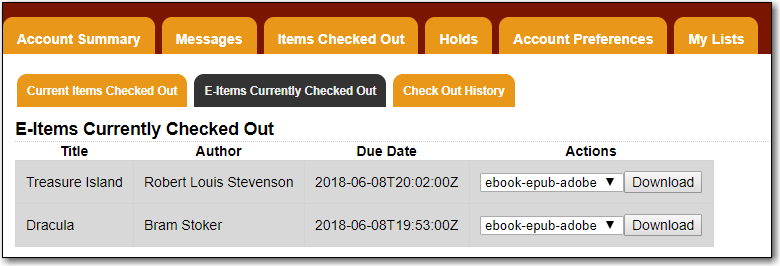 Account Summary Messages Items Checked Out Holds Account Preferences My Lists
Current Items Checked Out E-Items Currently Checked Out Check Out History
E-Items Currently Checked Out
Title Author Due Date Actions
Treasure Island Robert Louis Stevenson 2018-06-08T20:02:00Z ebook-epub-adobe Download
Dracula Bram Stoker 2018-06-08T19:53:00Z ebook-epub-adobe Download